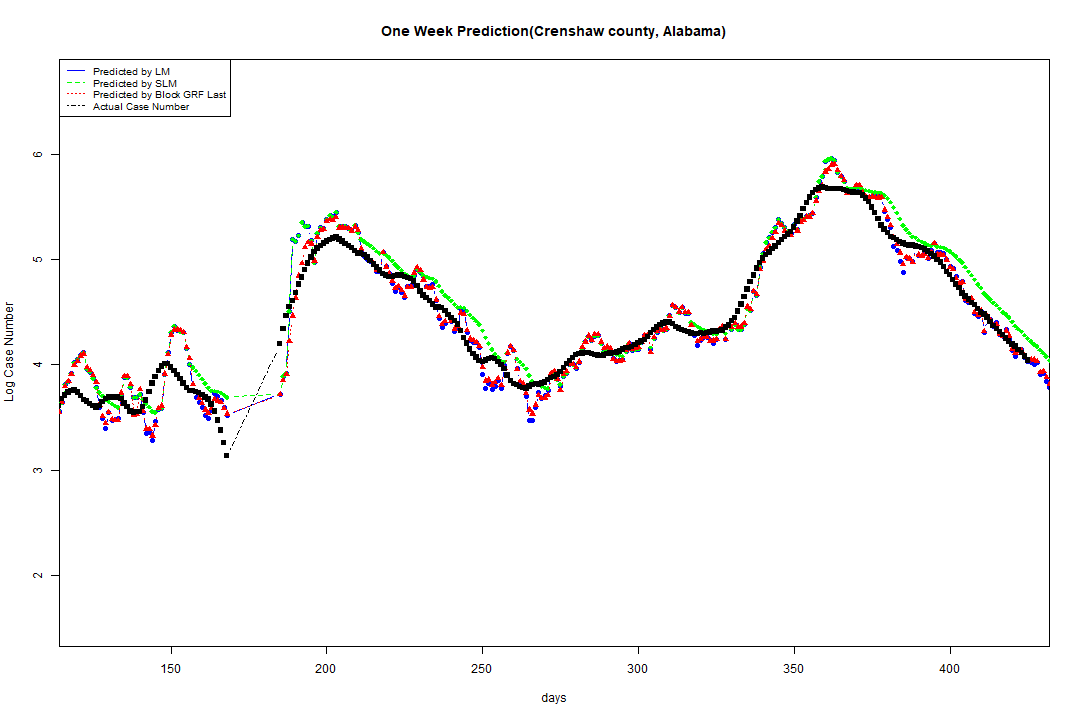 One Week Prediction(Crenshaw county, Alabama)
Predicted by LM
Predicted by SLM
Predicted by Block GRF Last
Actual Case Number
6
5
4
3
2
Log Case Number
150 200 250 300 350 400
days